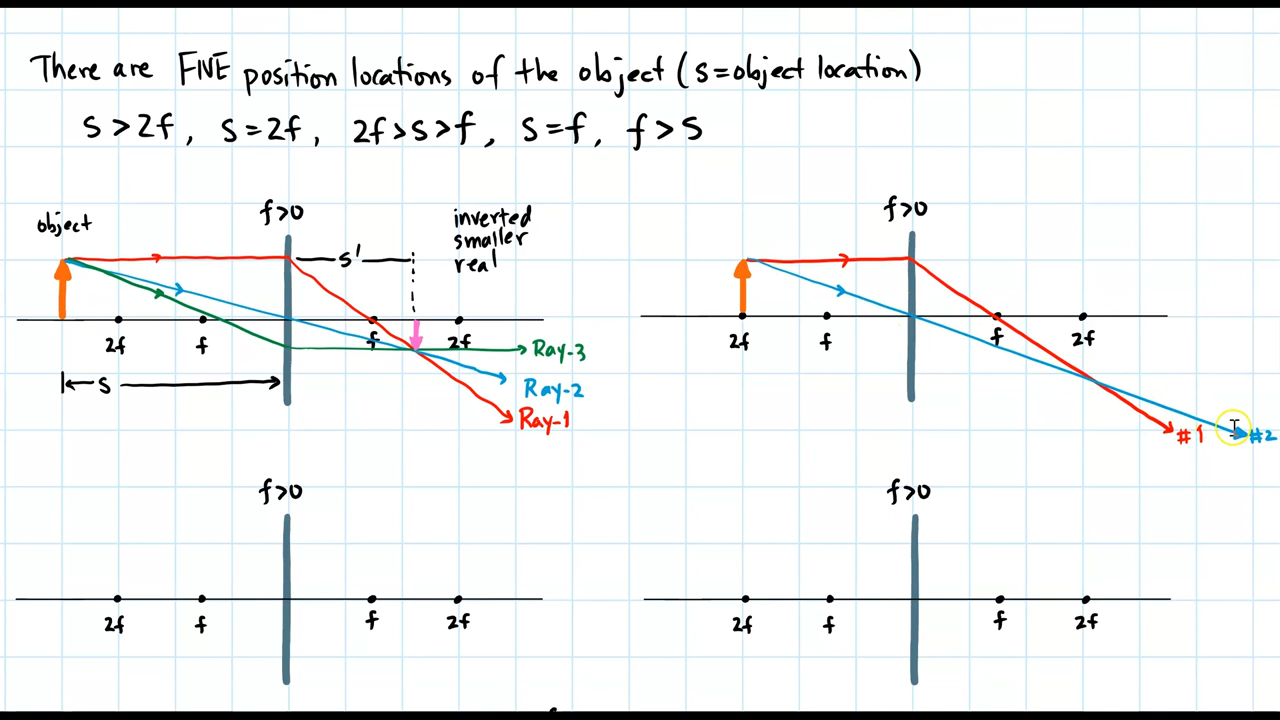 There are FIVE position locations of the object (s=object location)
s>2f, s=2f, 2f>s>f, s=f, f>s
object
f>0
s'
inverted
smaller
real
2f
f
f
2f
s
Ray-3
Ray-2
Ray-1
f>0
2f
f
f
2f
#1
#2
f>0
2f
f
f
2f
f>0
2f
f
f
2f